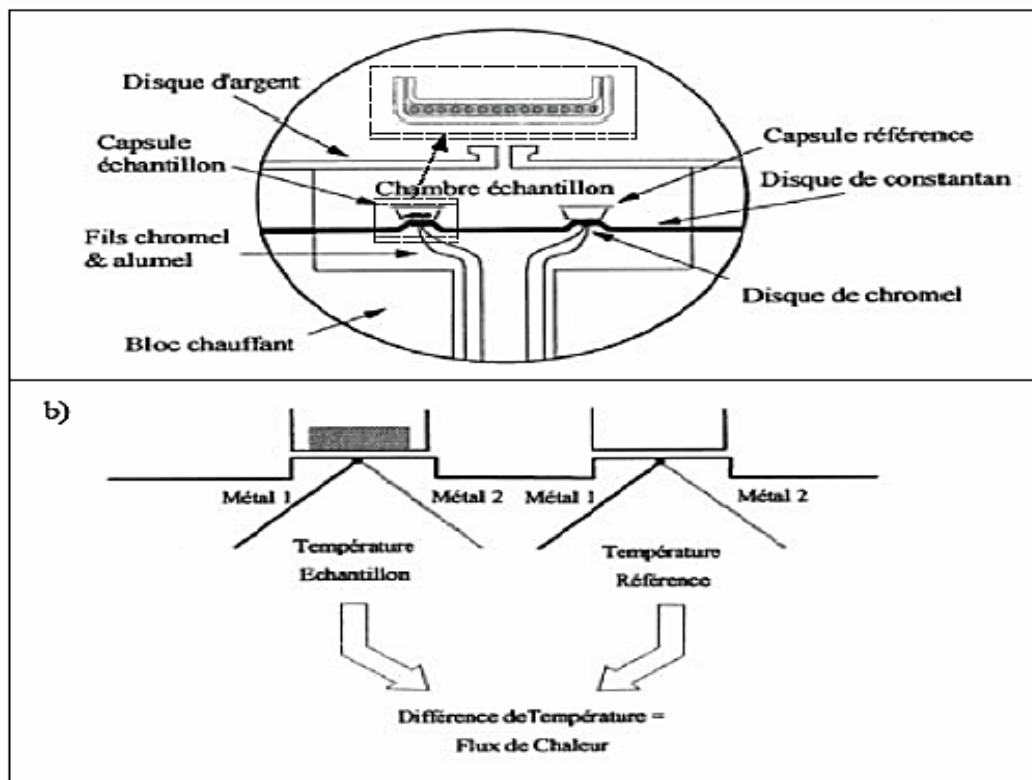 Disque d'argent
Capsule
échantillon
Capsule référence
Chambre échantillon
Disque de constantan
Fils chromel
& alumel
Disque de chromel
Bloc chauffant
b)
Métal 1
Métal 2
Métal 1
Métal 2
Température
Echantillon
Température
Référence
Différence deTempérature =
Flux de Chaleur